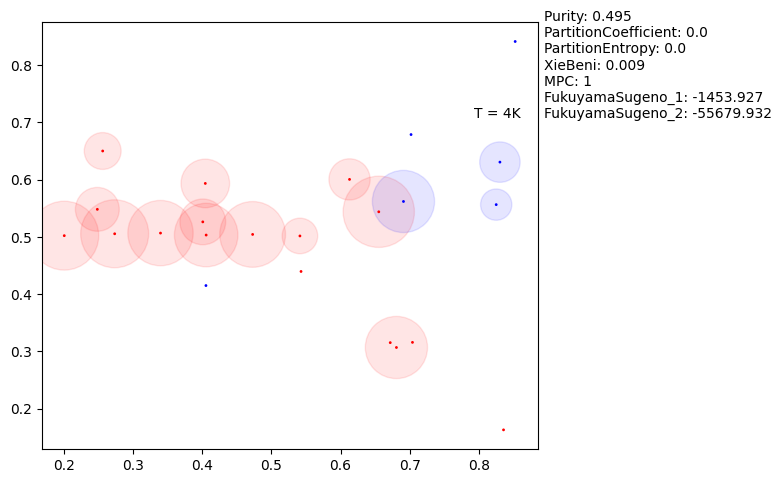 Purity: 0.495
PartitionCoefficient: 0.0
PartitionEntropy: 0.0
XieBeni: 0.009
MPC: 1
FukuyamaSugeno_1: -1453.927
FukuyamaSugeno_2: -55679.932
T = 4K
0.8
0.7
0.6
0.5
0.4
0.3
0.2
0.2 0.3 0.4 0.5 0.6 0.7 0.8